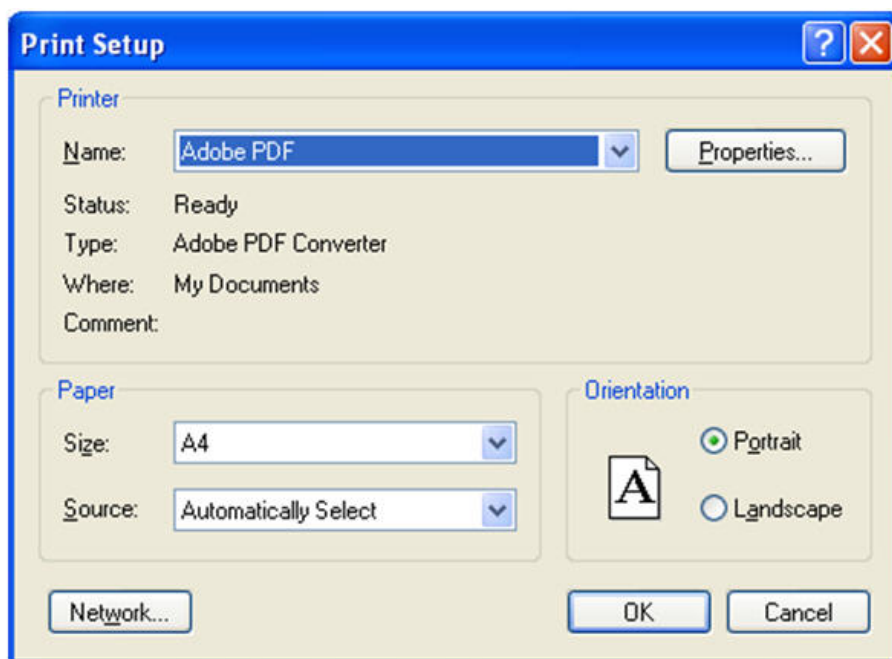 Print Setup
Printer
Name: Adobe PDF Properties...
Status: Ready
Type: Adobe PDF Converter
Where: My Documents
Comment:
Paper
Size: A4
Source: Automatically Select
Orientation
A
Portrait
Landscape
Network... OK Cancel